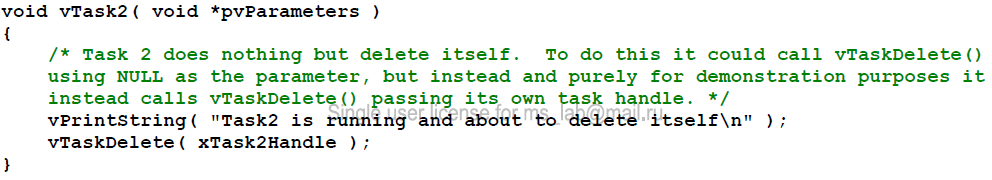 void vTask2( void *pvParameters )
{
/* Task 2 does nothing but delete itself.  To do this it could call vTaskDelete()
using NULL as the parameter, but instead and purely for demonstration purposes it
instead calls vTaskDelete() passing its own task handle. */
Single user license for ms_lab@mail.ru
vPrintString( "Task2 is running and about to delete itself\n" );
vTaskDelete( xTask2Handle );
}